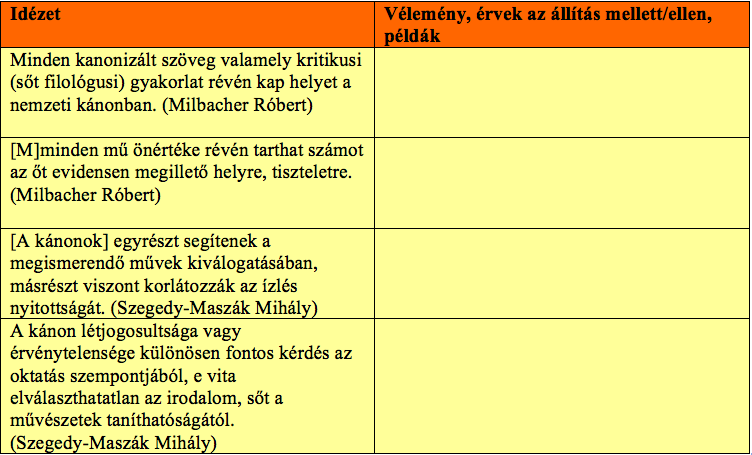 Idézet
Vélemény, érvek az állítás mellett/ellen,
példák
Minden kanonizált szöveg valamely kritikusi
(sőt filológusi) gyakorlat révén kap helyet a
nemzeti kánonban. (Milbacher Róbert)
[M]minden mű önértéke révén tarthat számot
az őt evidensen megillető helyre, tiszteletre.
(Milbacher Róbert)
[A kánonok] egyrészt segítenek a
megismerendő művek kiválogatásában,
másrészt viszont korlátozzák az ízlés
nyitottságát. (Szegedy-Maszák Mihály)
A kánon létjogosultsága vagy
érvénytelensége különösen fontos kérdés az
oktatás szempontjából, e vita
elválaszthatatlan az irodalom, sőt a
művészetek taníthatóságától.
(Szegedy-Maszák Mihály)